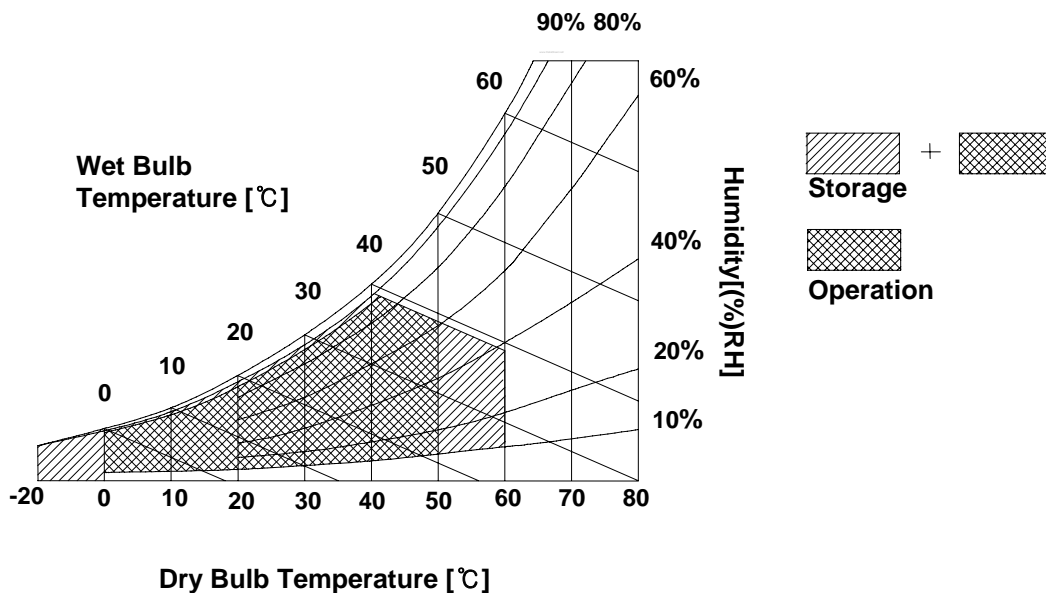 90% 80%
60
60%
50
Wet Bulb
Temperature [℃]
40
30
20
10
0
Humidity[(%)RH]
40%
20%
10%
-20 0 10 20 30 40 50 60 70 80
Dry Bulb Temperature [℃]
+
Storage
Operation